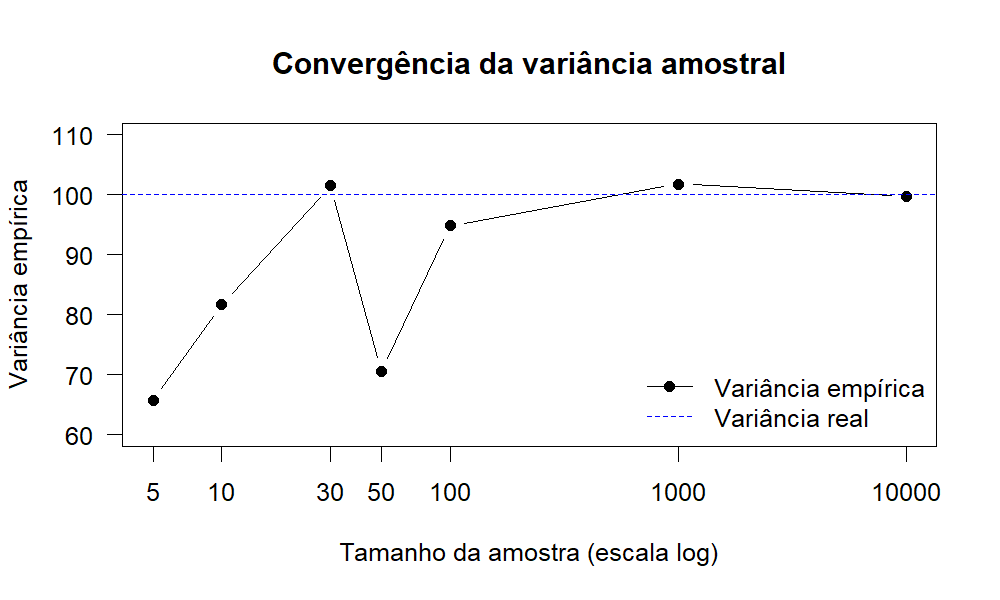 Convergência da variância amostral
Variância empírica
110
100
90
80
70
60
Variância empírica
Variância real
5 10 30 50 100 1000 10000
Tamanho da amostra (escala log)